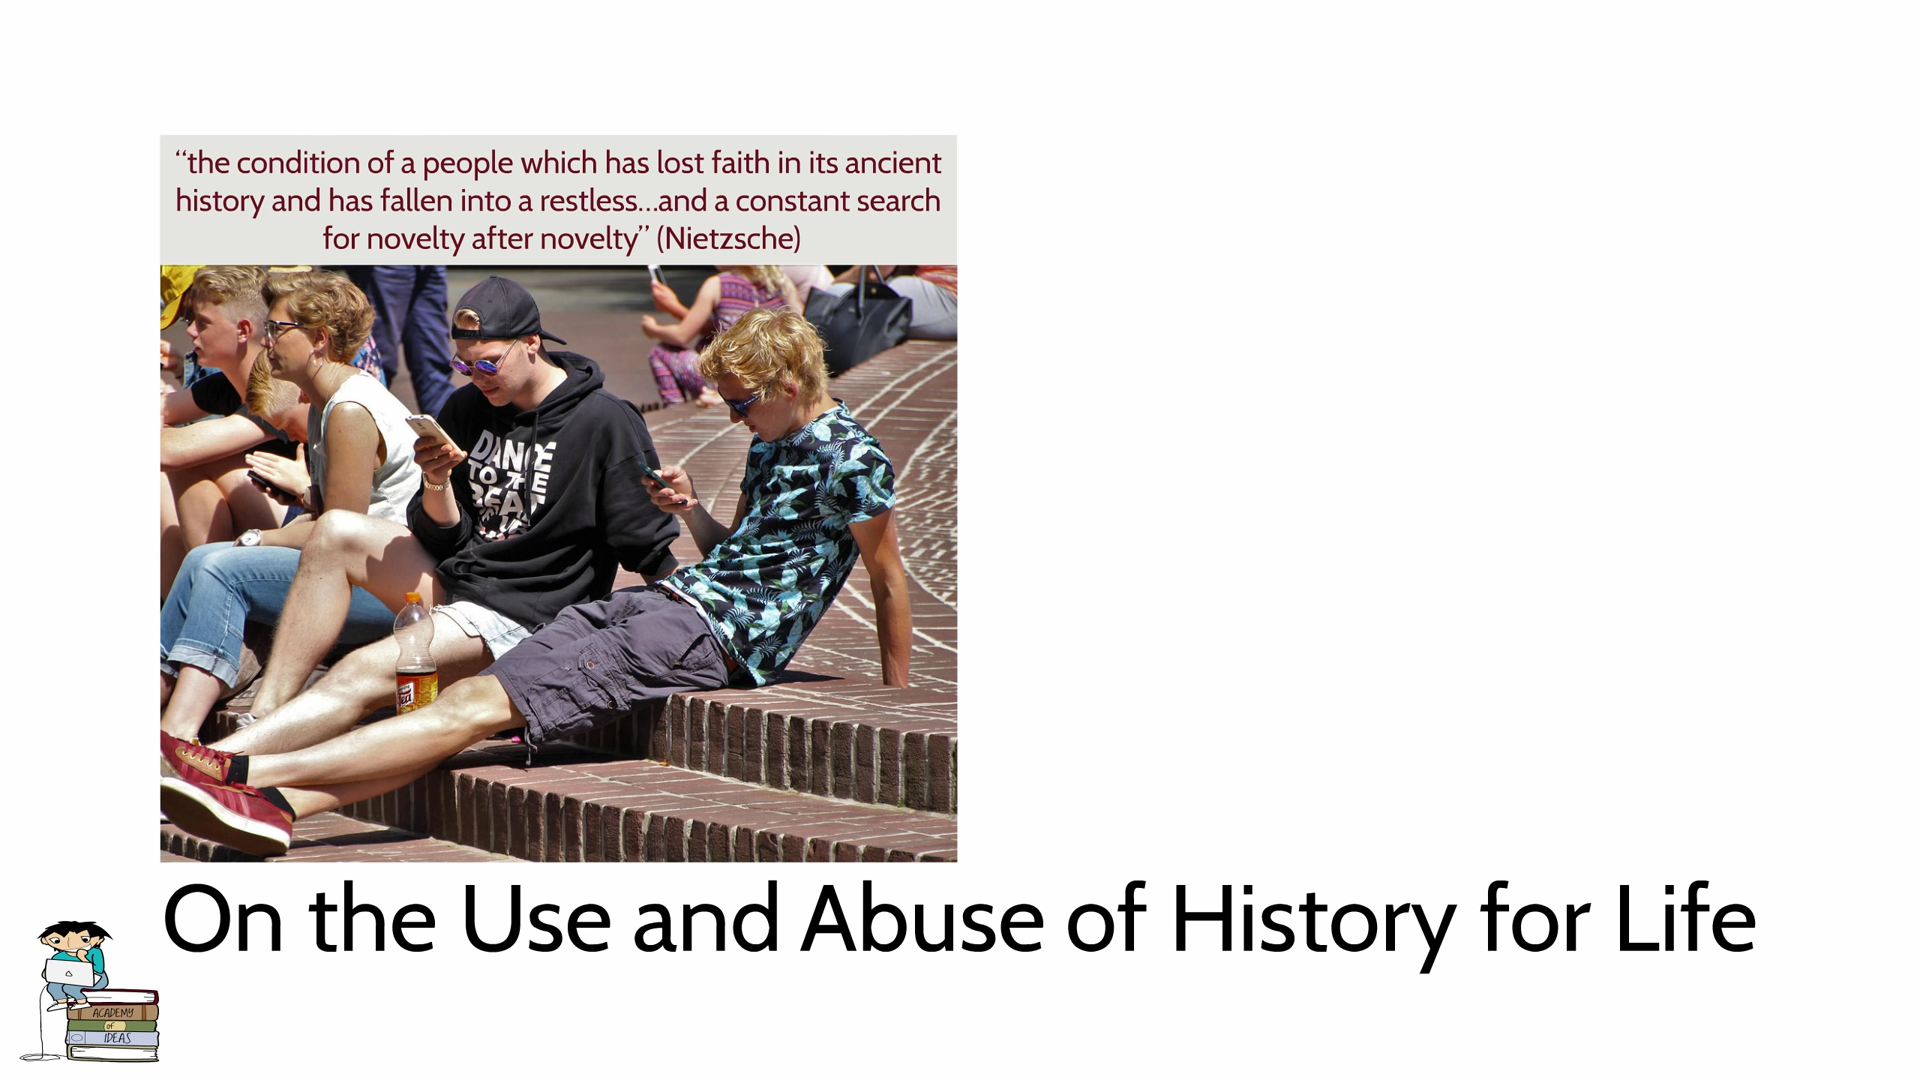 “the condition of a people which has lost faith in its ancient
history and has fallen into a restless...and a constant search
for novelty after novelty” (Nietzsche)
DANCE
TO THE
BEAT
On the Use and Abuse of History for Life
ACADEMY
of
IDEAS